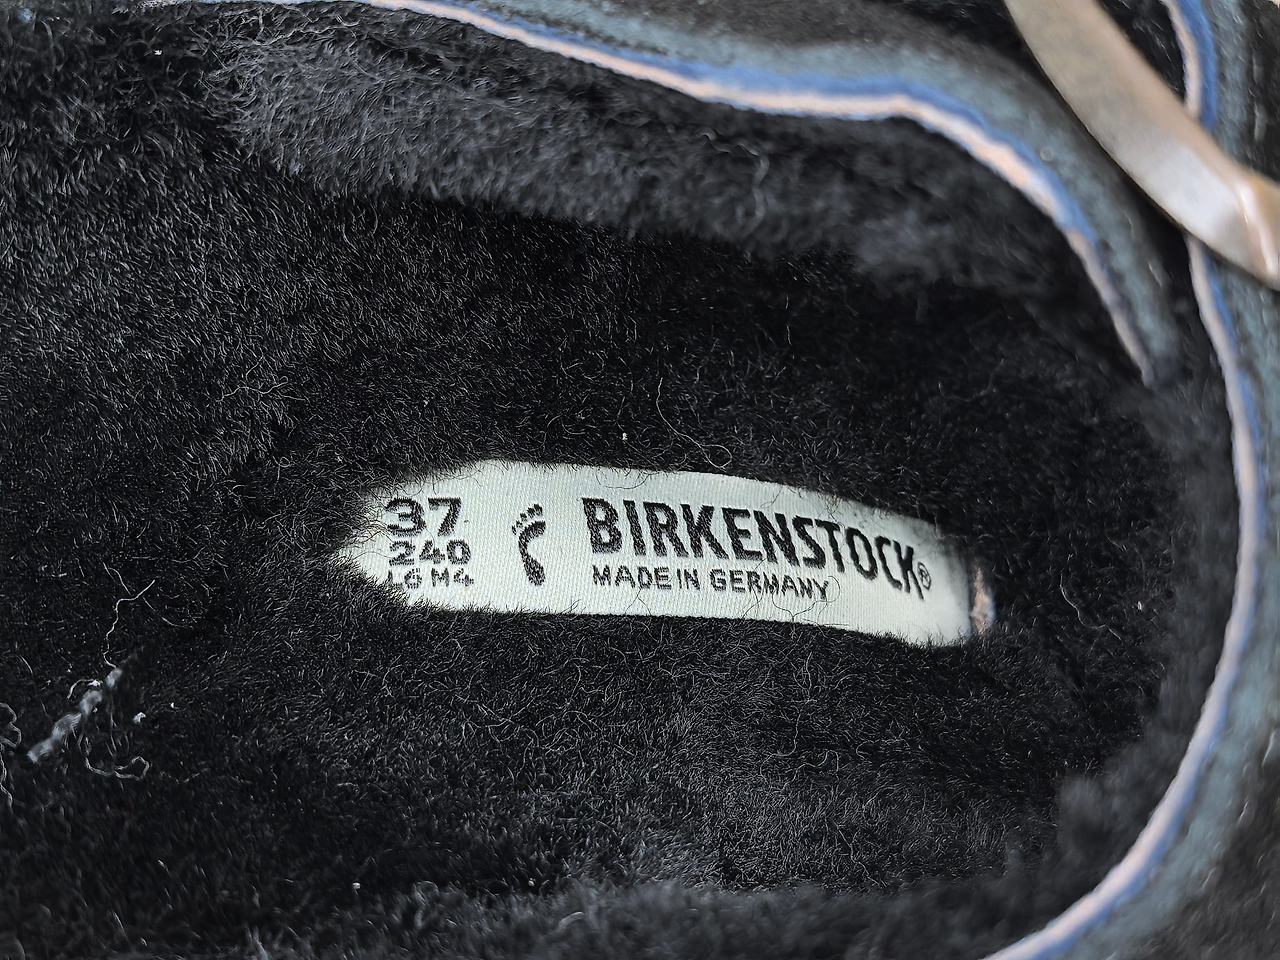 37
240
L6 M4
BIRKENSTOCK®
MADE IN GERMANY